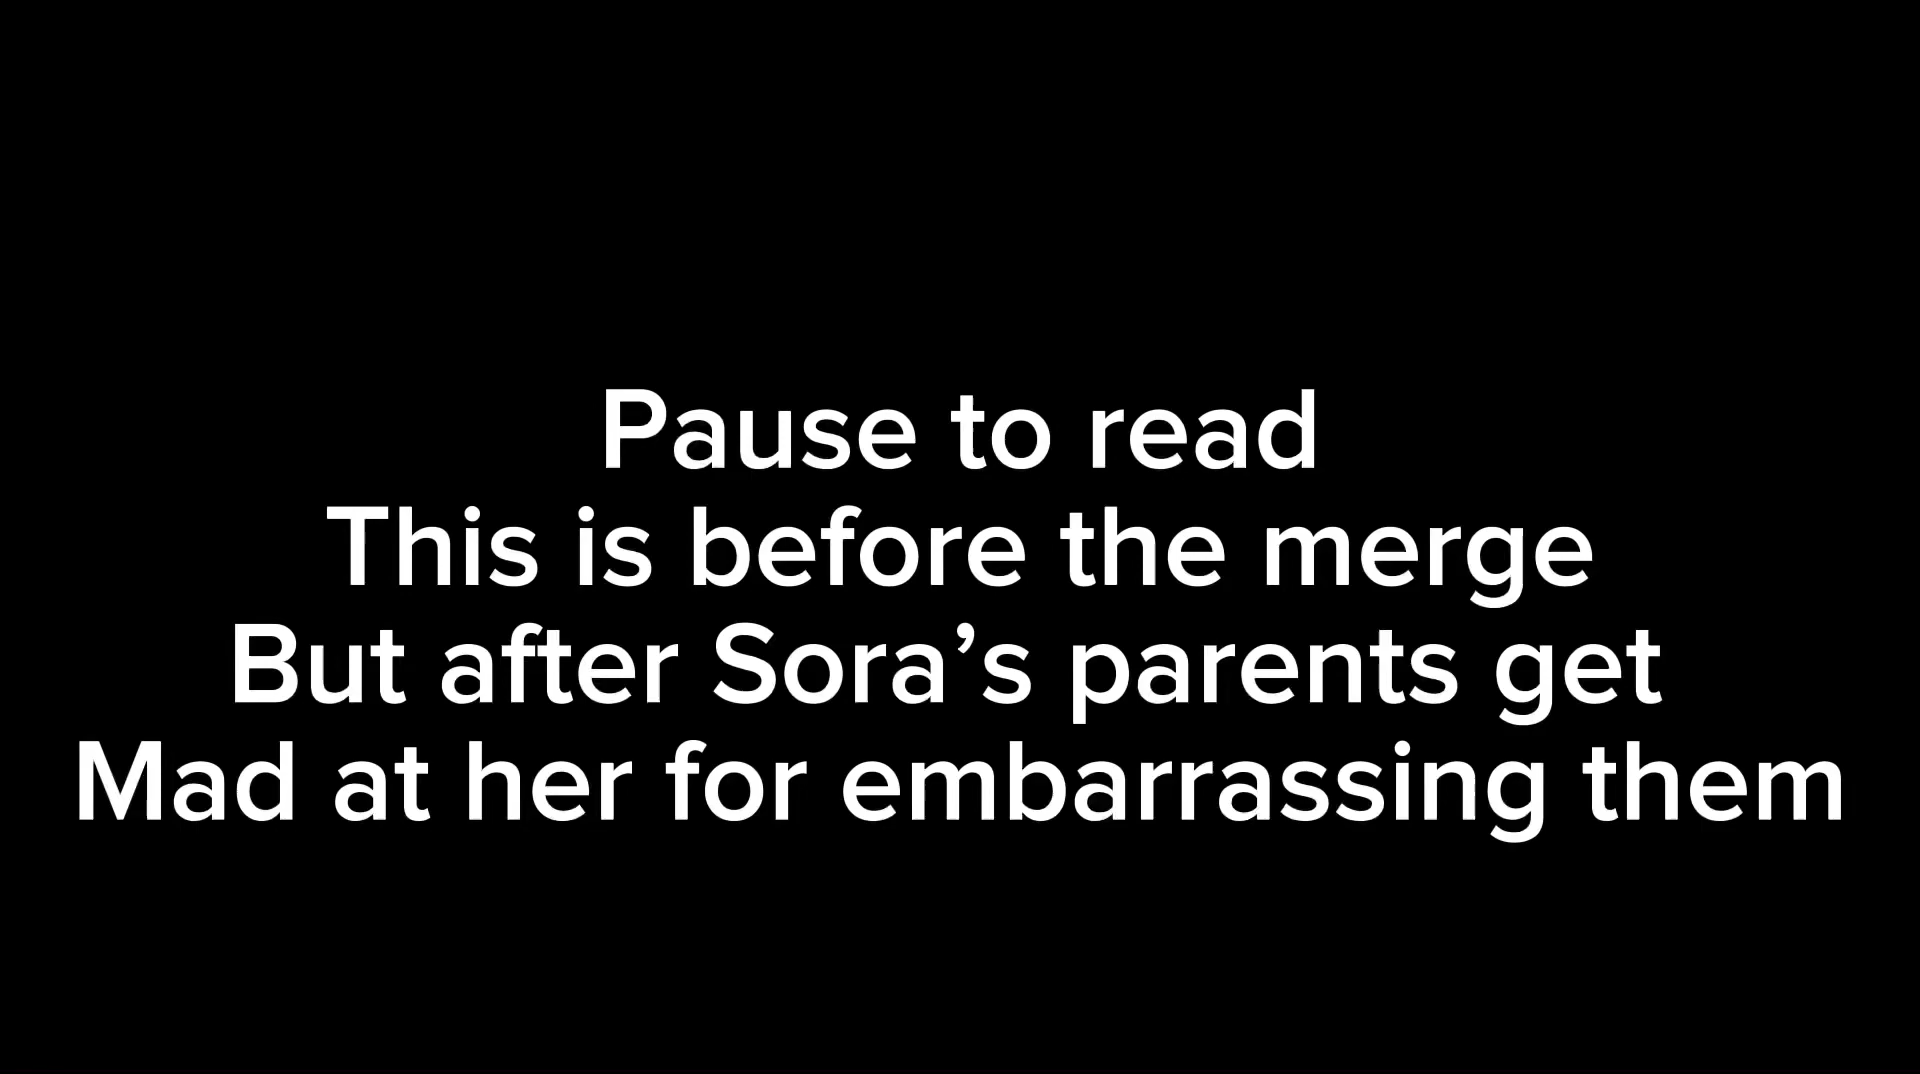 Pause to read
This is before the merge
But after Sora’s parents get
Mad at her for embarrassing them